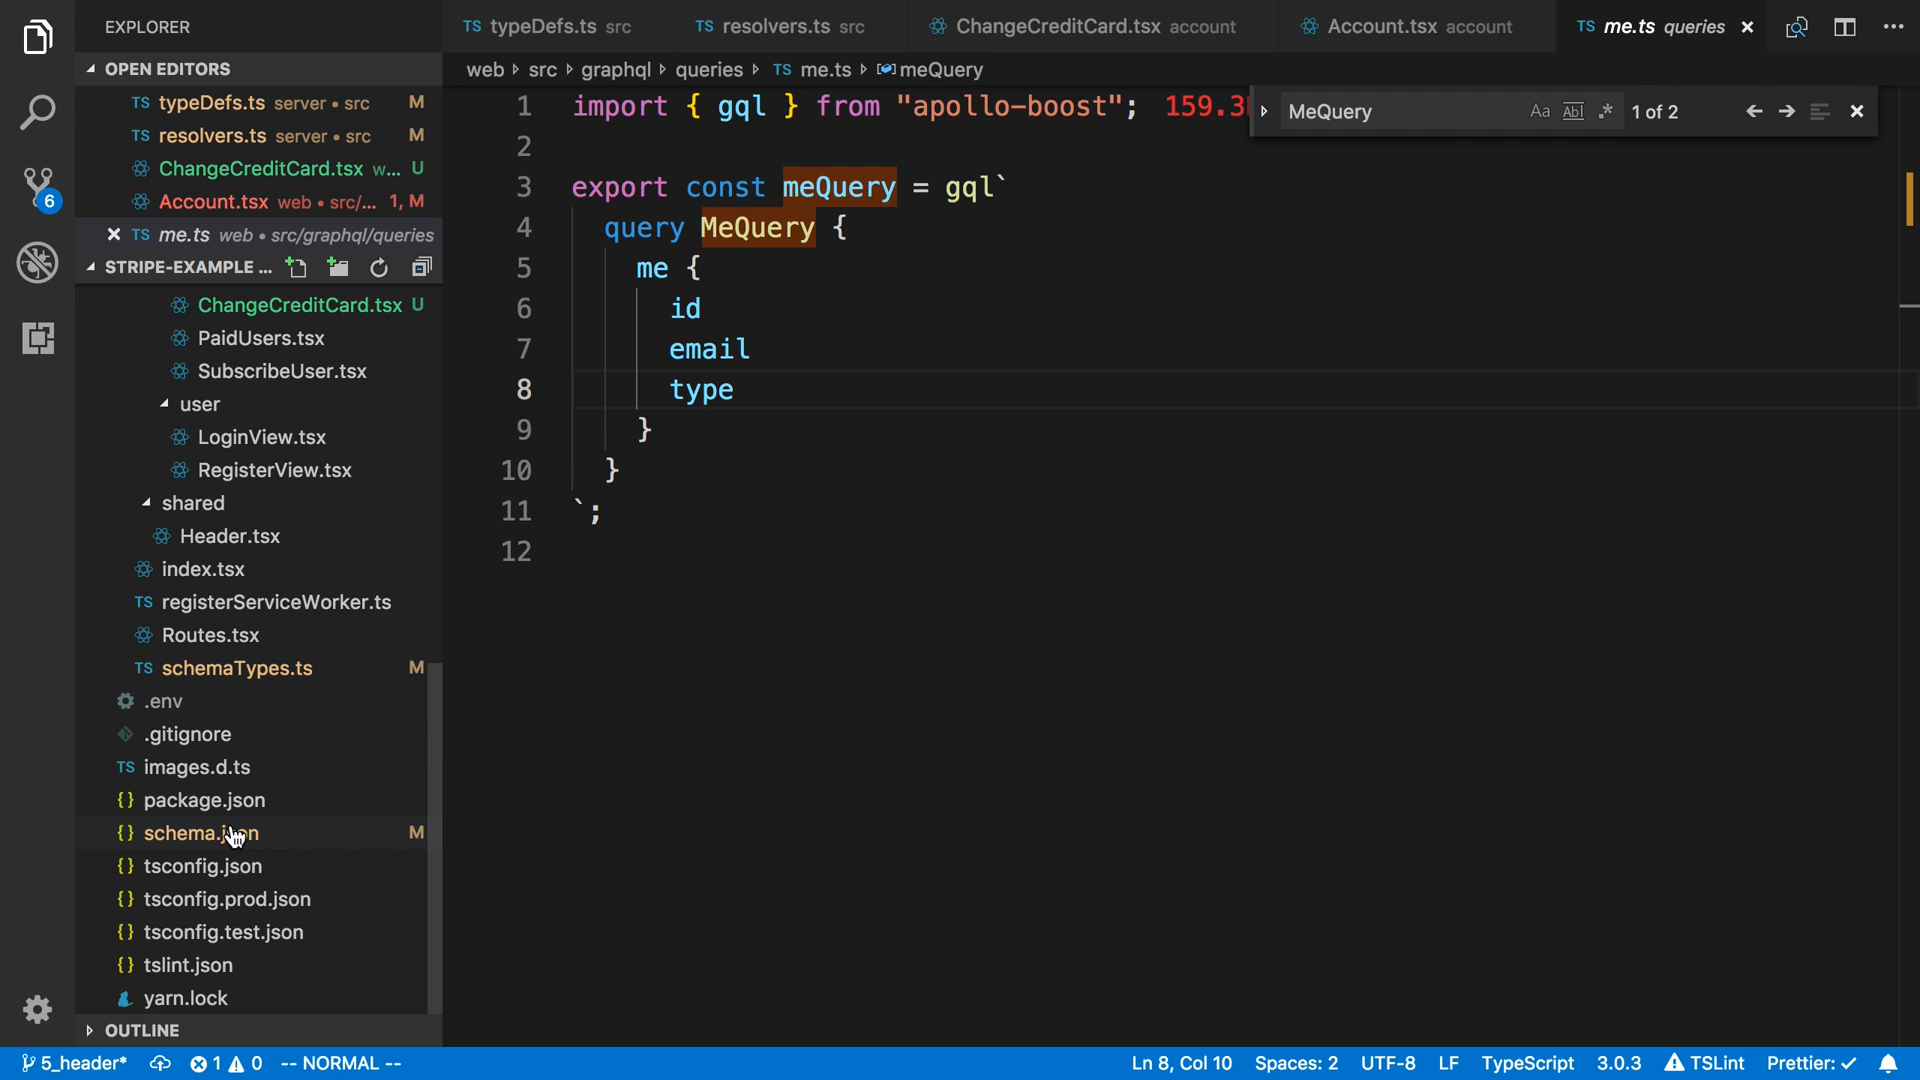 EXPLORER
OPEN EDITORS
TS typeDefs.ts server • src M
TS resolvers.ts server • src M
ChangeCreditCard.tsx w... U
Account.tsx web • src/... 1, M
TS me.ts web • src/graphql/queries
STRIPE-EXAMPLE ...
ChangeCreditCard.tsx U
PaidUsers.tsx
SubscribeUser.tsx
user
LoginView.tsx
RegisterView.tsx
shared
Header.tsx
index.tsx
TS registerServiceWorker.ts
Routes.tsx
TS schemaTypes.ts M
.env
.gitignore
TS images.d.ts
{} package.json
{} schema.json M
{} tsconfig.json
{} tsconfig.prod.json
{} tsconfig.test.json
{} tslint.json
yarn.lock
OUTLINE
TS typeDefs.ts src
TS resolvers.ts src
ChangeCreditCard.tsx account
Account.tsx account
TS me.ts queries
web src graphql queries TS me.ts meQuery
MeQuery Aa Abl .* 1 of 2
1 import { gql } from "apollo-boost"; 159.3
2
3 export const meQuery = gql`
4 query MeQuery {
5 me {
6 id
7 email
8 type
9 }
10 }
11 `;
12
6
5_header* 1 0 -- NORMAL -- Ln 8, Col 10 Spaces: 2 UTF-8 LF TypeScript 3.0.3 TSLint Prettier: ✓